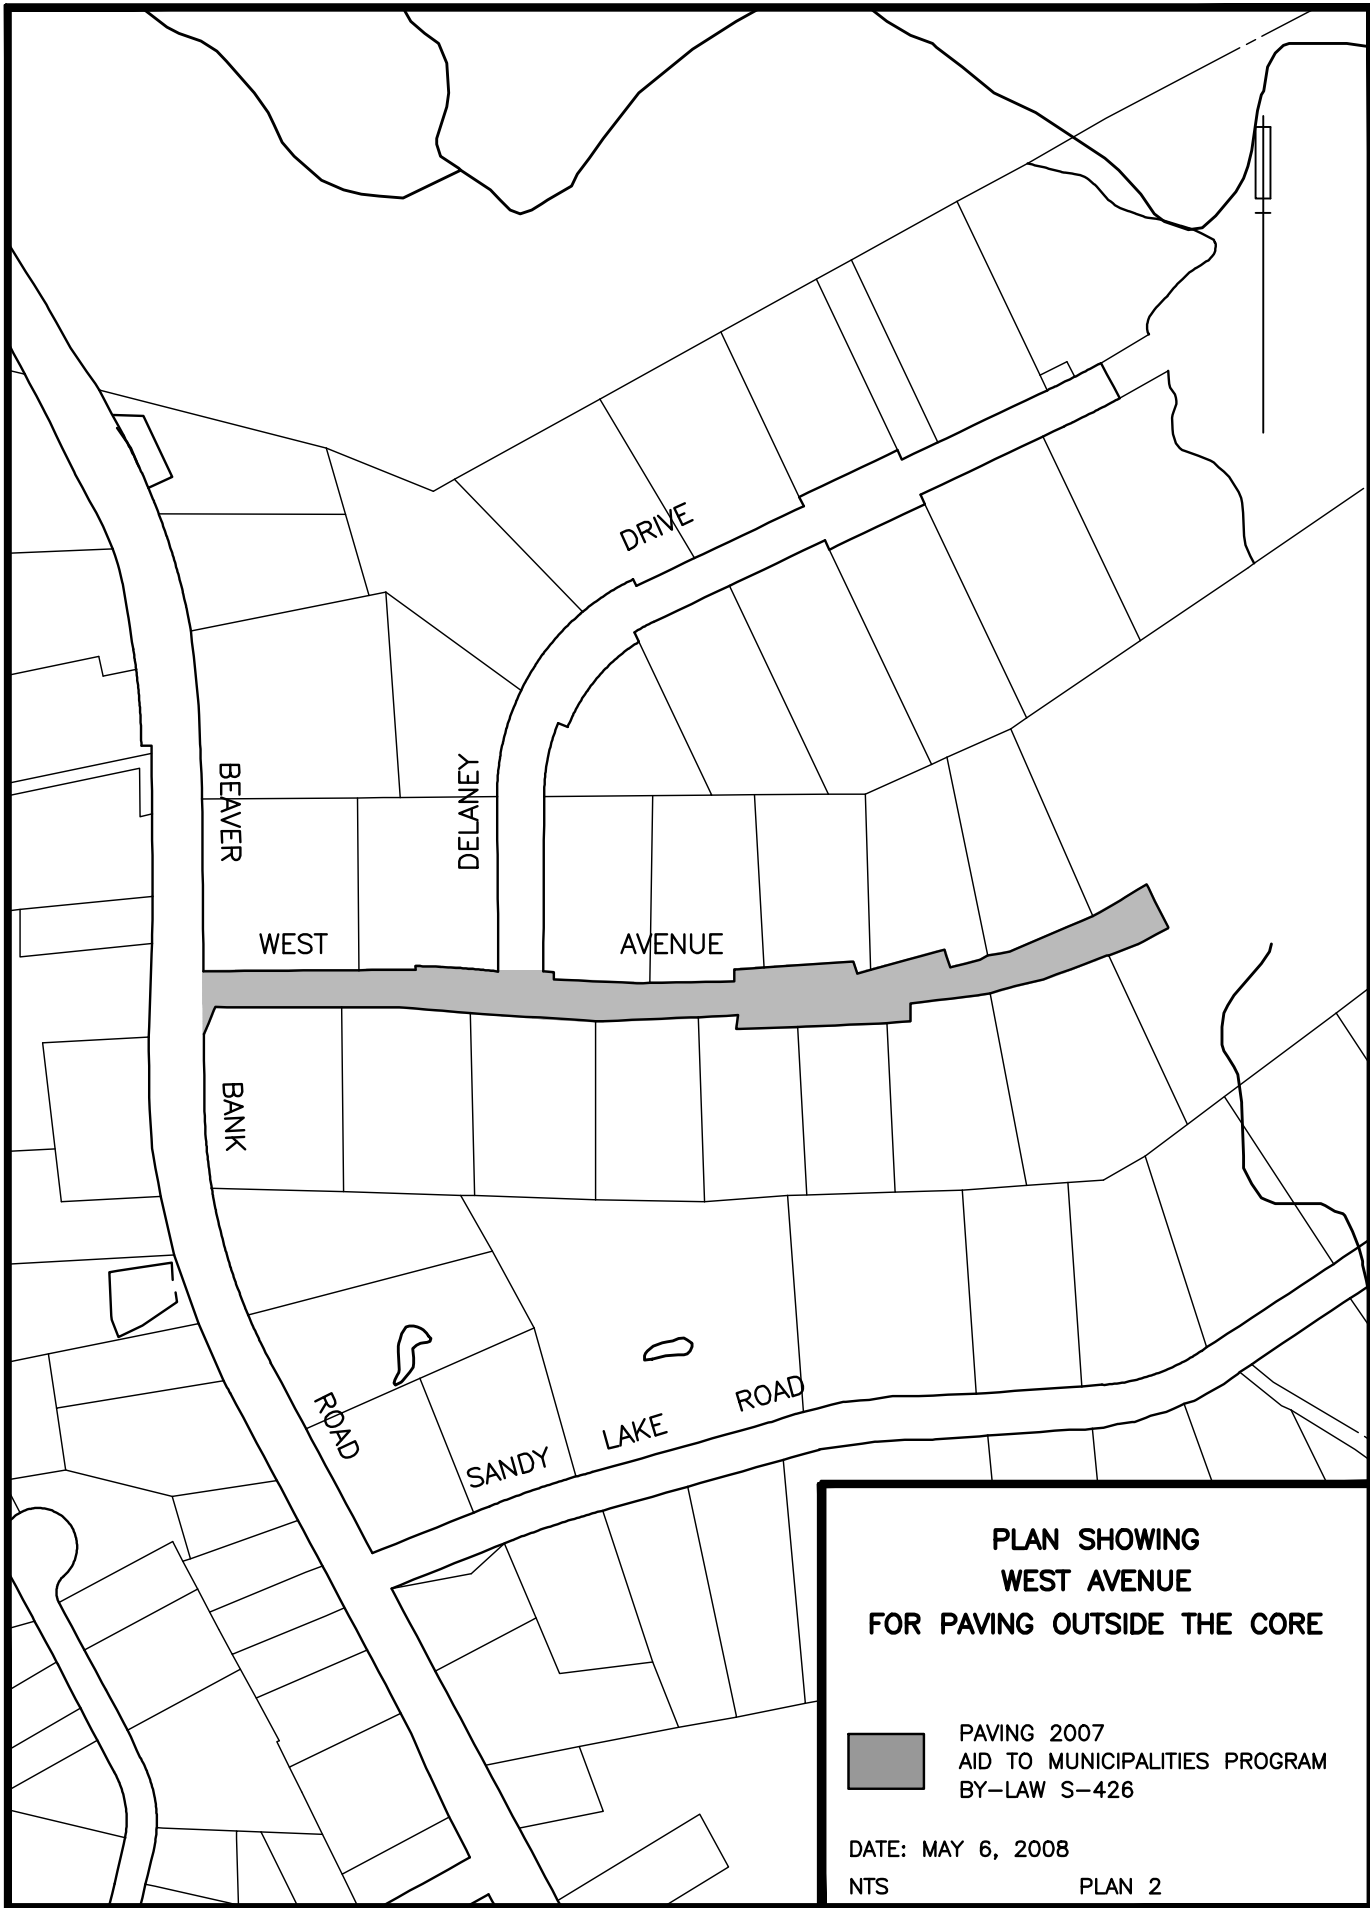 DRIVE
DELANEY
BEAVER
WEST AVENUE
BANK
ROAD
SANDY LAKE ROAD
PLAN SHOWING
WEST AVENUE
FOR PAVING OUTSIDE THE CORE
PAVING 2007
AID TO MUNICIPALITIES PROGRAM
BY-LAW S-426
DATE: MAY 6, 2008
NTS PLAN 2